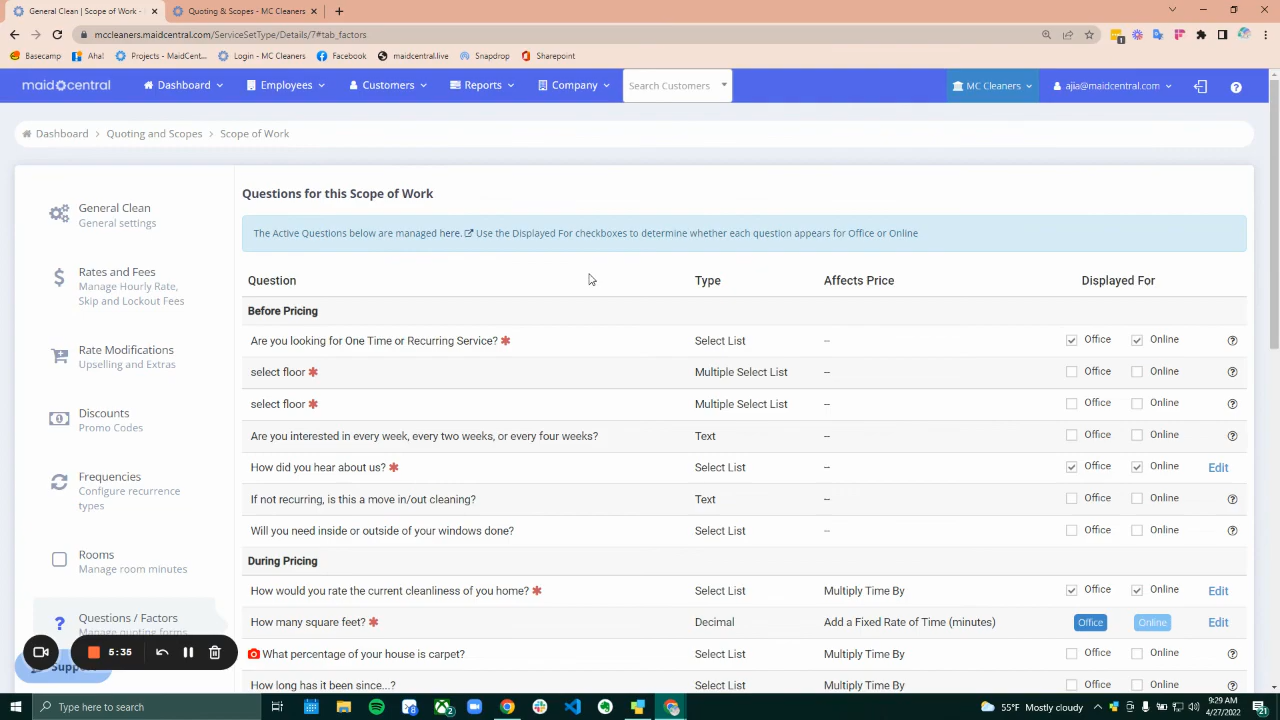 General Clean | Scope of Work -
Quoting & Scopes - MC Cleaners
mccleaners.maidcentral.com/ServiceSetType/Details/7#tab_factors
Basecamp
Aha!
Projects - MaidCent...
Login - MC Cleaners
Facebook
maidcentral.live
Snapdrop
Sharepoint
maid central
Dashboard
Employees
Customers
Reports
Company
Search Customers
MC Cleaners
ajia@maidcentral.com
Dashboard > Quoting and Scopes > Scope of Work
General Clean
General settings
Rates and Fees
Manage Hourly Rate,
Skip and Lockout Fees
Rate Modifications
Upselling and Extras
Discounts
Promo Codes
Frequencies
Configure recurrence
types
Rooms
Manage room minutes
Questions / Factors
Manage quoting forms
5:35
Support
Questions for this Scope of Work
The Active Questions below are managed here. Use the Displayed For checkboxes to determine whether each question appears for Office or Online
Question Type Affects Price Displayed For
Before Pricing
Are you looking for One Time or Recurring Service? * Select List -- Office Online
select floor * Multiple Select List -- Office Online
select floor * Multiple Select List -- Office Online
Are you interested in every week, every two weeks, or every four weeks? Text -- Office Online
How did you hear about us? * Select List -- Office Online Edit
If not recurring, is this a move in/out cleaning? Text -- Office Online
Will you need inside or outside of your windows done? Select List -- Office Online
During Pricing
How would you rate the current cleanliness of you home? * Select List Multiply Time By Office Online Edit
How many square feet? * Decimal Add a Fixed Rate of Time (minutes) Office Online Edit
What percentage of your house is carpet? Select List Multiply Time By Office Online
How long has it been since...? Select List Multiply Time By Office Online
Type here to search
55°F Mostly cloudy
9:29 AM
4/27/2022
21